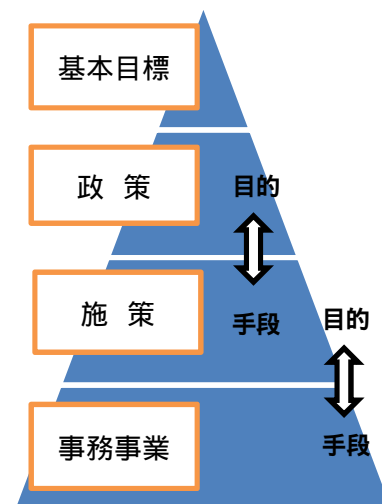 基本目標
政 策
目的
施 策
手段
目的
事務事業
手段